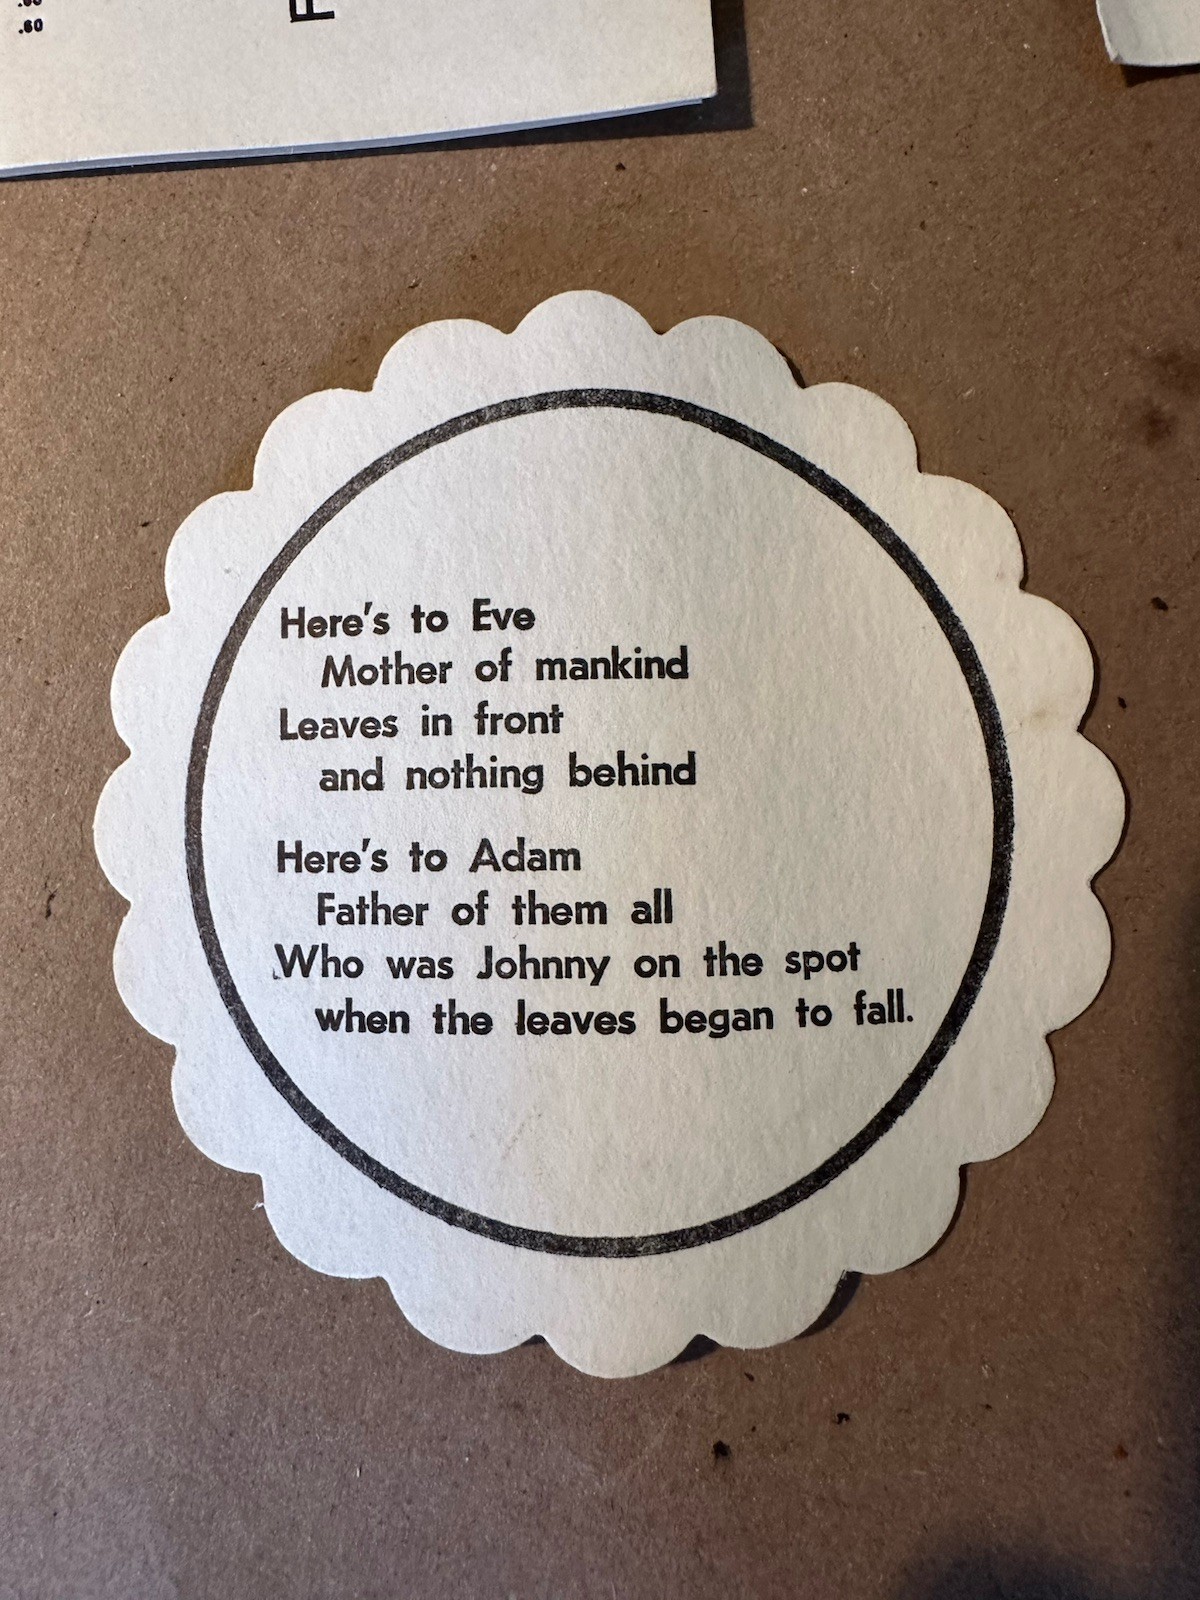 .60
F
Here's to Eve
Mother of mankind
Leaves in front
and nothing behind
Here's to Adam
Father of them all
Who was Johnny on the spot
when the leaves began to fall.